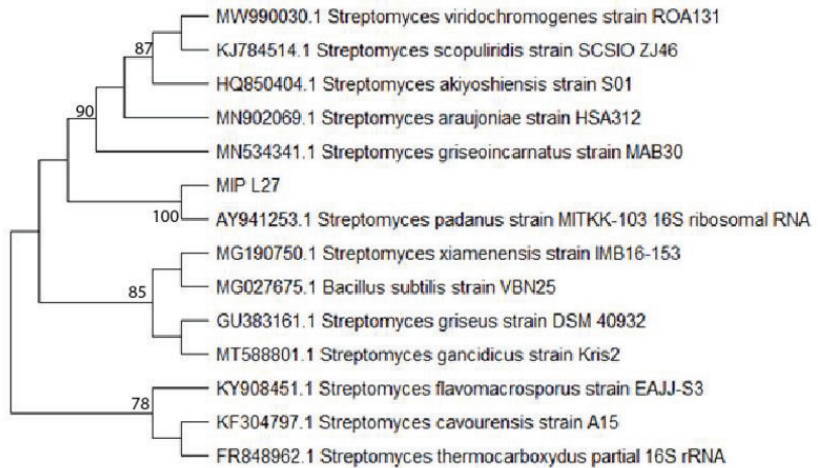 MW990030.1 Streptomyces viridochromogenes strain ROA131
87
KJ784514.1 Streptomyces scopuliridis strain SCSIO ZJ46
HQ850404.1 Streptomyces akiyoshiensis strain S01
90
MN902069.1 Streptomyces araujoniae strain HSA312
MN534341.1 Streptomyces griseoincarnatus strain MAB30
MIP L27
100
AY941253.1 Streptomyces padanus strain MITKK-103 16S ribosomal RNA
MG190750.1 Streptomyces xiamenensis strain IMB16-153
85
MG027675.1 Bacillus subtilis strain VBN25
GU383161.1 Streptomyces griseus strain DSM 40932
MT588801.1 Streptomyces gancidicus strain Kris2
KY908451.1 Streptomyces flavomacrosporus strain EAJJ-S3
78
KF304797.1 Streptomyces cavourensis strain A15
FR848962.1 Streptomyces thermocarboxydus partial 16S rRNA